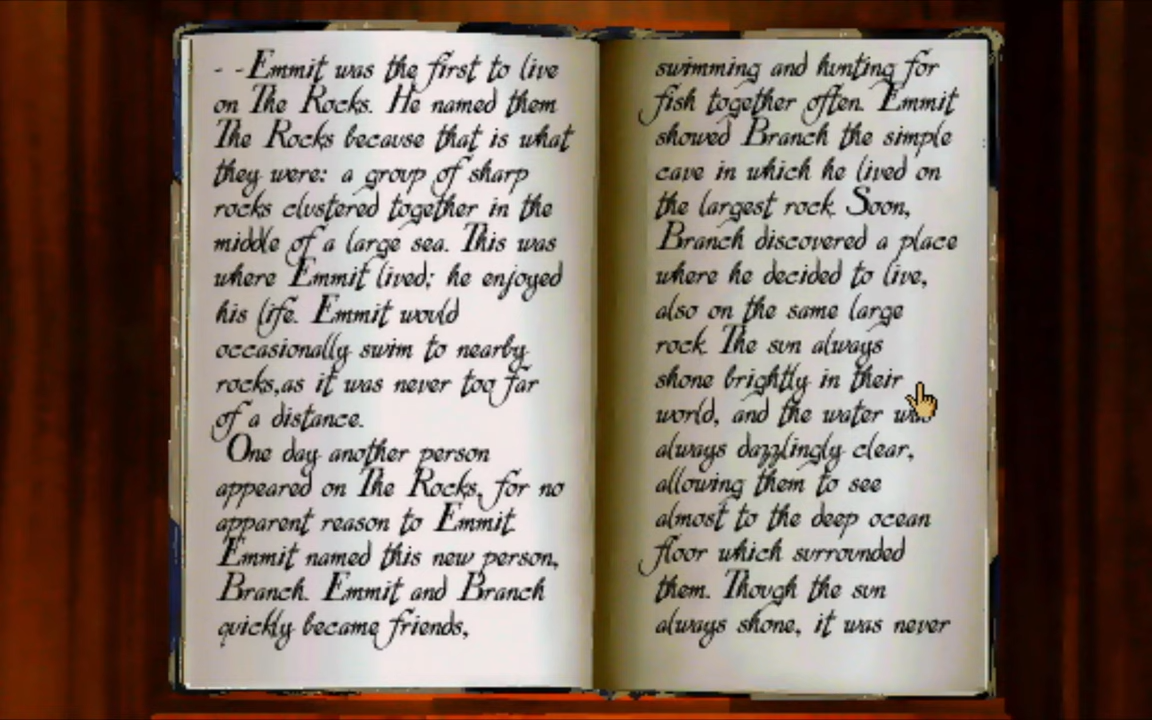 - -Emmit was the first to live
on The Rocks. He named them
The Rocks because that is what
they were: a group of sharp
rocks clustered together in the
middle of a large sea. This was
where Emmit lived; he enjoyed
his life. Emmit would
occasionally swim to nearby
rocks,as it was never too far
of a distance.
One day another person
appeared on The Rocks, for no
apparent reason to Emmit.
Emmit named this new person,
Branch. Emmit and Branch
quickly became friends,
swimming and hunting for
fish together often. Emmit
showed Branch the simple
cave in which he lived on
the largest rock. Soon,
Branch discovered a place
where he decided to live,
also on the same large
rock. The sun always
shone brightly in their
world, and the water was
always dazzlingly clear,
allowing them to see
almost to the deep ocean
floor which surrounded
them. Though the sun
always shone, it was never